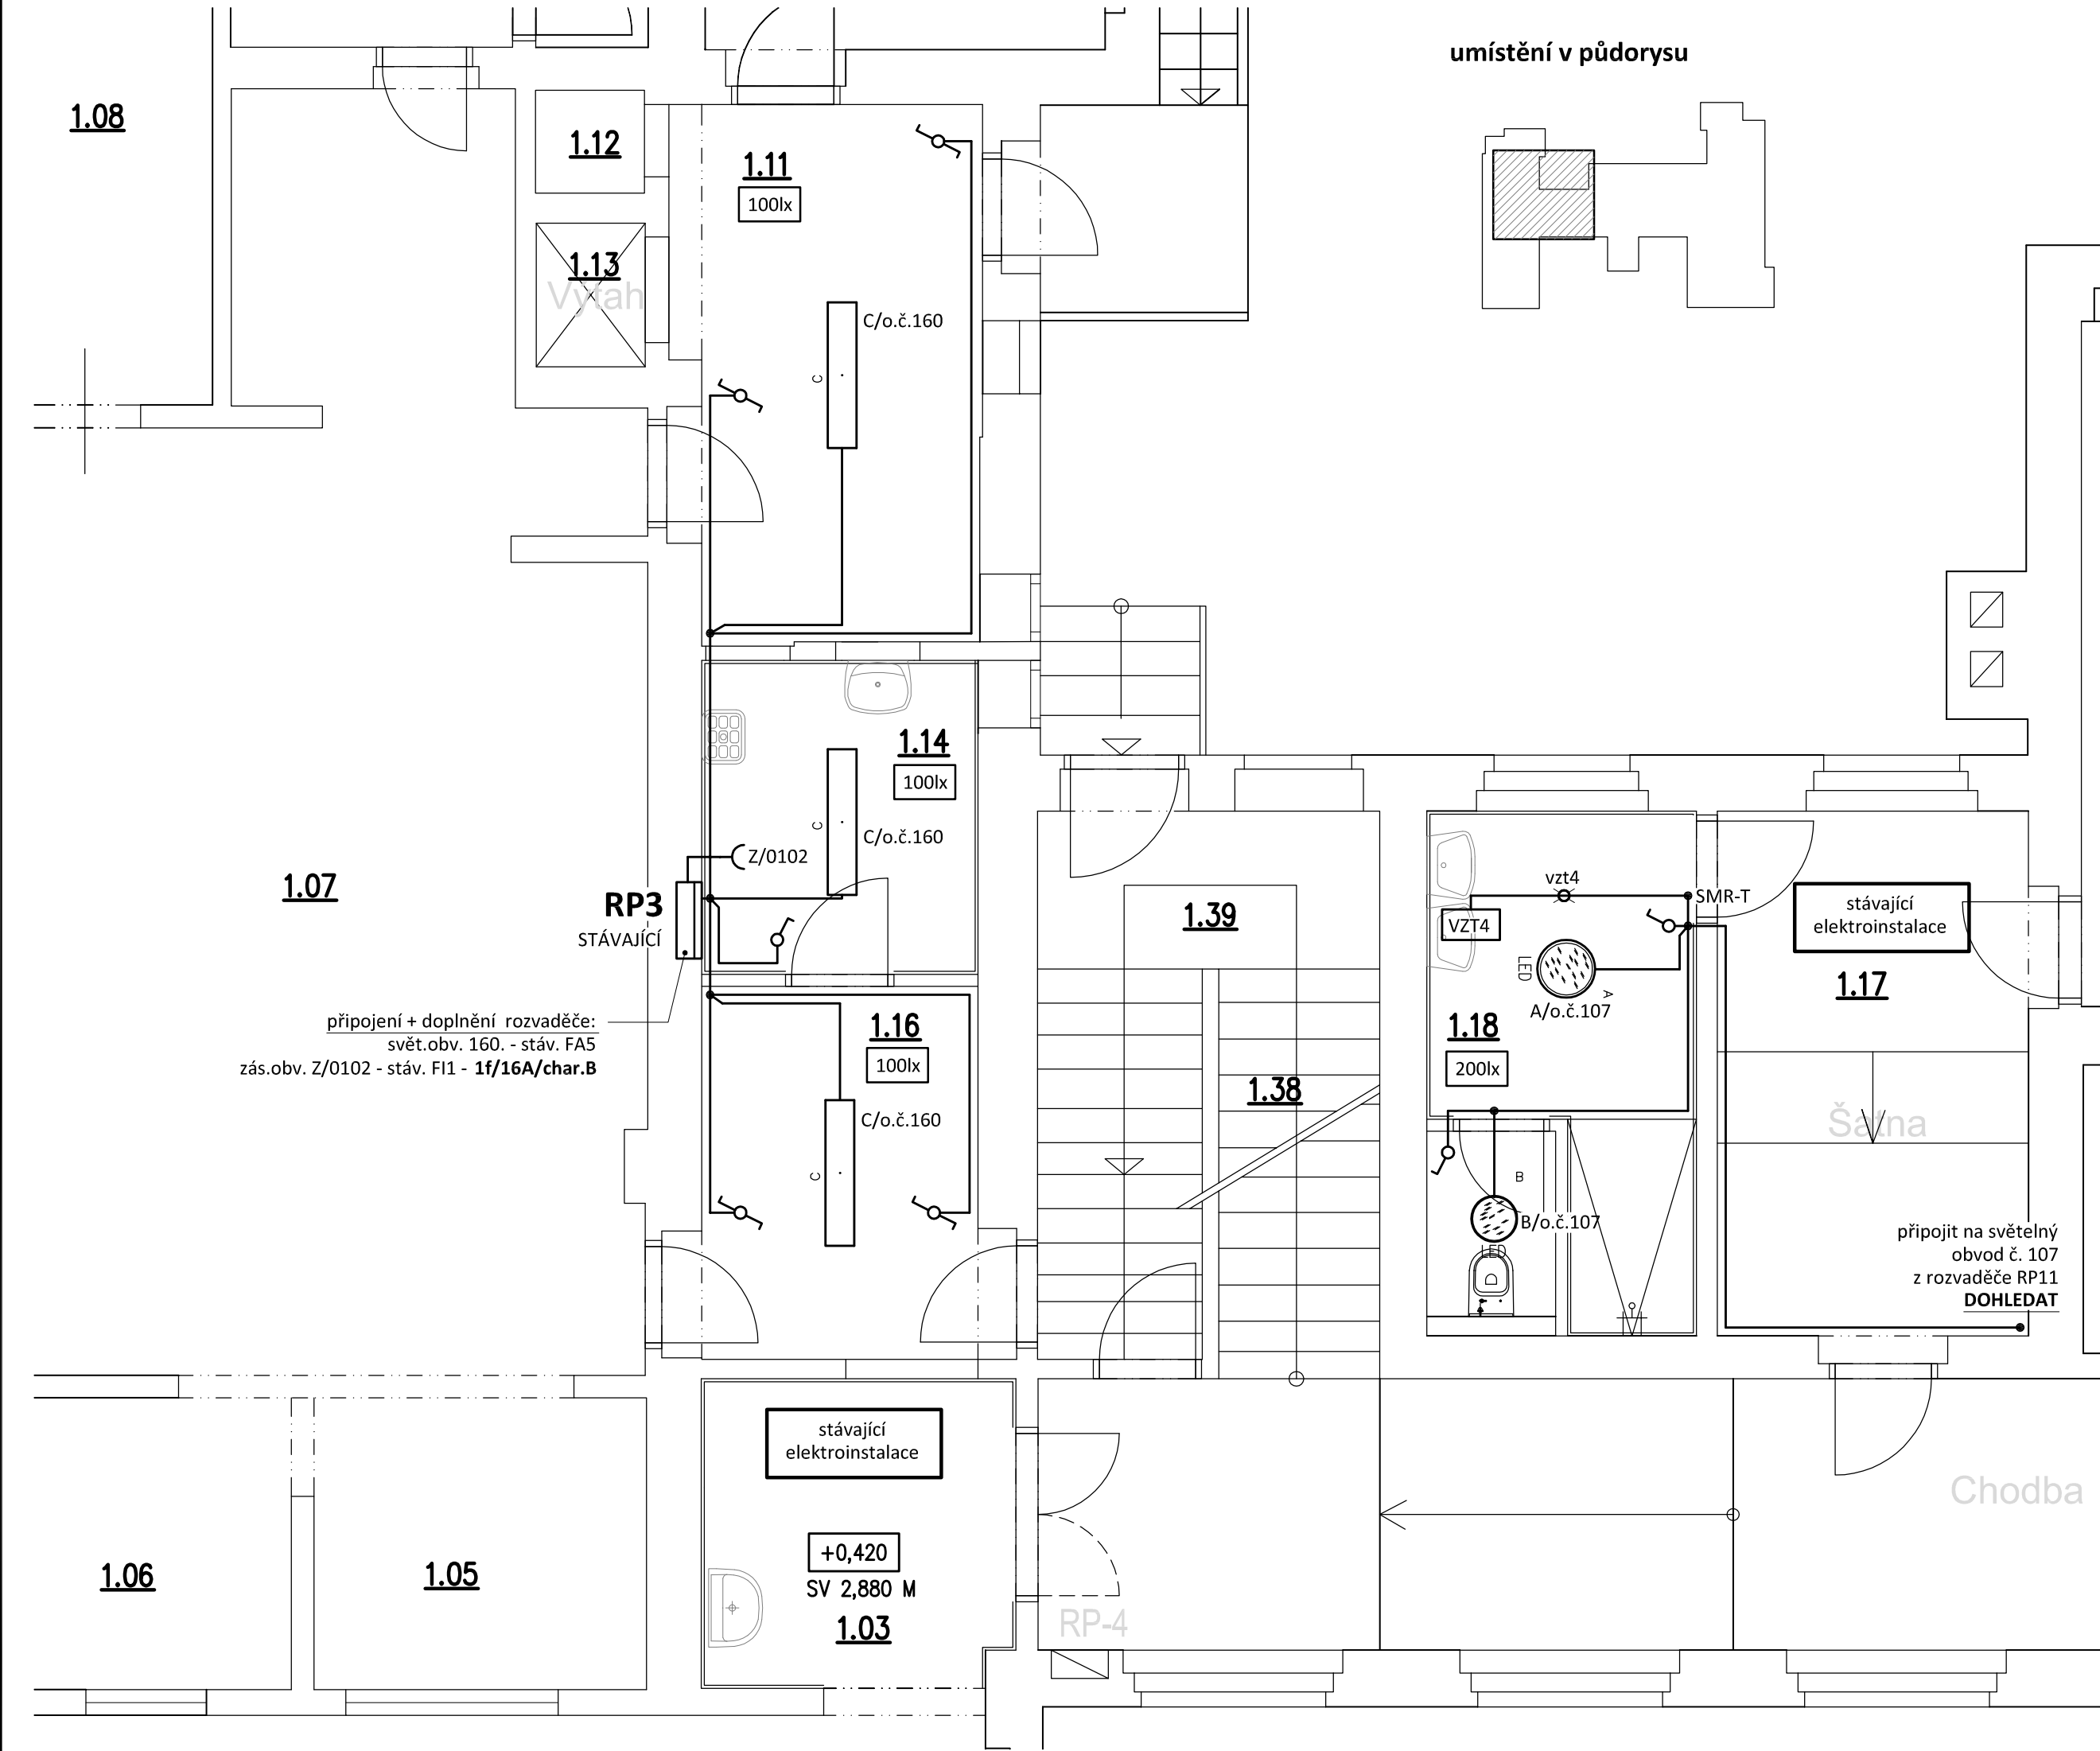 umístění v půdorysu
1.08
1.12
1.11
100lx
1.13
Výtah
C/o.č.160
C
1.14
100lx
C
C/o.č.160
Z/0102
1.07
RP3
STÁVAJÍCÍ
připojení + doplnění rozvaděče:
svět.obv. 160. - stáv. FA5
zás.obv. Z/0102 - stáv. FI1 - 1f/16A/char.B
1.16
100lx
C/o.č.160
C
1.39
1.38
vzt4
SMR-T
VZT4
LED
A
A/o.č.107
1.18
200lx
B
B/o.č.107
LED
stávající
elektroinstalace
1.17
Šatna
připojit na světelný
obvod č. 107
z rozvaděče RP11
DOHLEDAT
stávající
elektroinstalace
+0,420
SV 2,880 M
1.03
1.06
1.05
RP-4
Chodba